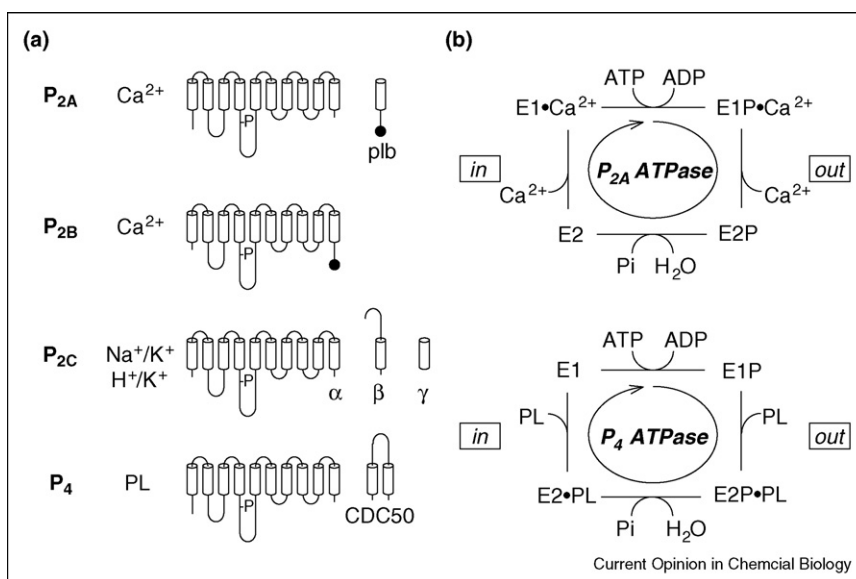 (a)
P2A Ca2+ -P plb
P2B Ca2+ -P
P2C Na+/K+
H+/K+ -P α β γ
P4 PL -P CDC50
(b)
ATP ADP
E1•Ca2+ E1P•Ca2+
in P2A ATPase out
Ca2+ Ca2+
E2 E2P
Pi H2O
ATP ADP
E1 E1P
PL PL
in P4 ATPase out
E2•PL E2P•PL
Pi H2O
Current Opinion in Chemcial Biology